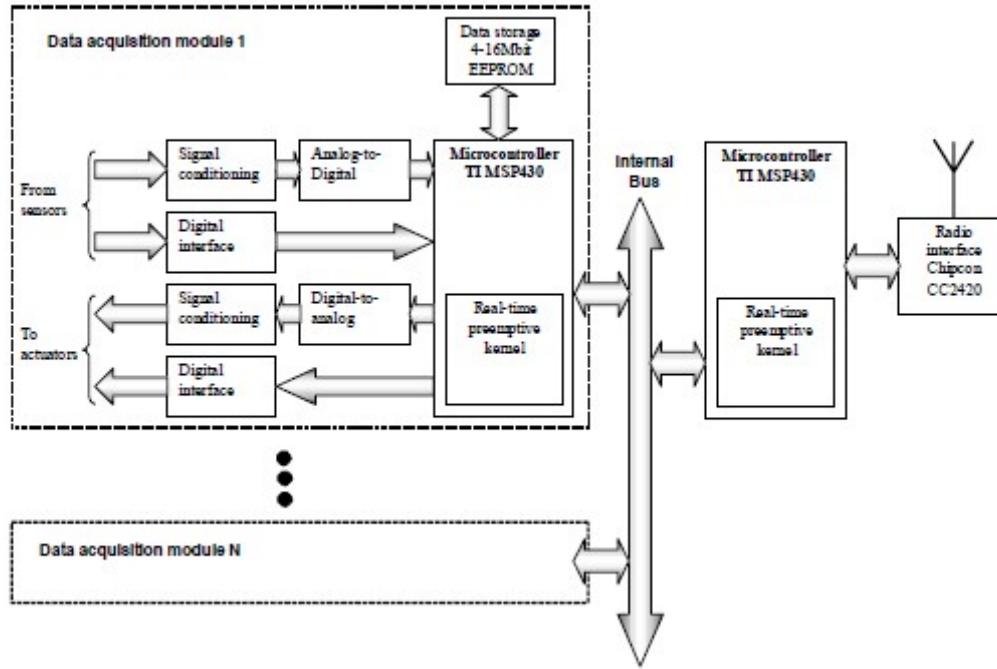 Data acquisition module 1
Data storage
4-16Mbit
EEPROM
From
sensors
Signal
conditioning
Analog-to-
Digital
Digital
interface
To
actuators
Signal
conditioning
Digital-to-
analog
Digital
interface
Microcontroller
TI MSP430
Real-time
preemptive
kernel
Internal
Bus
Microcontroller
TI MSP430
Real-time
preemptive
kernel
Radio
interface
Chipcon
CC2420
Data acquisition module N